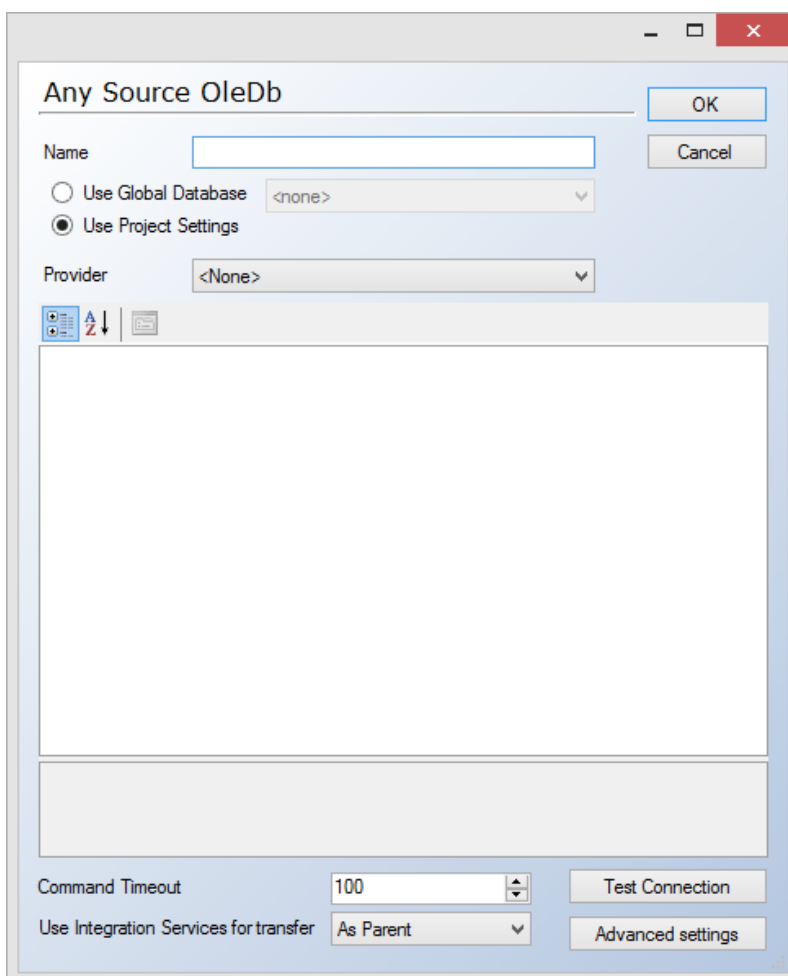 Any Source OleDb
OK
Name
Cancel
Use Global Database <none>
Use Project Settings
Provider <None>
A
Z
Command Timeout 100 Test Connection
Use Integration Services for transfer As Parent Advanced settings